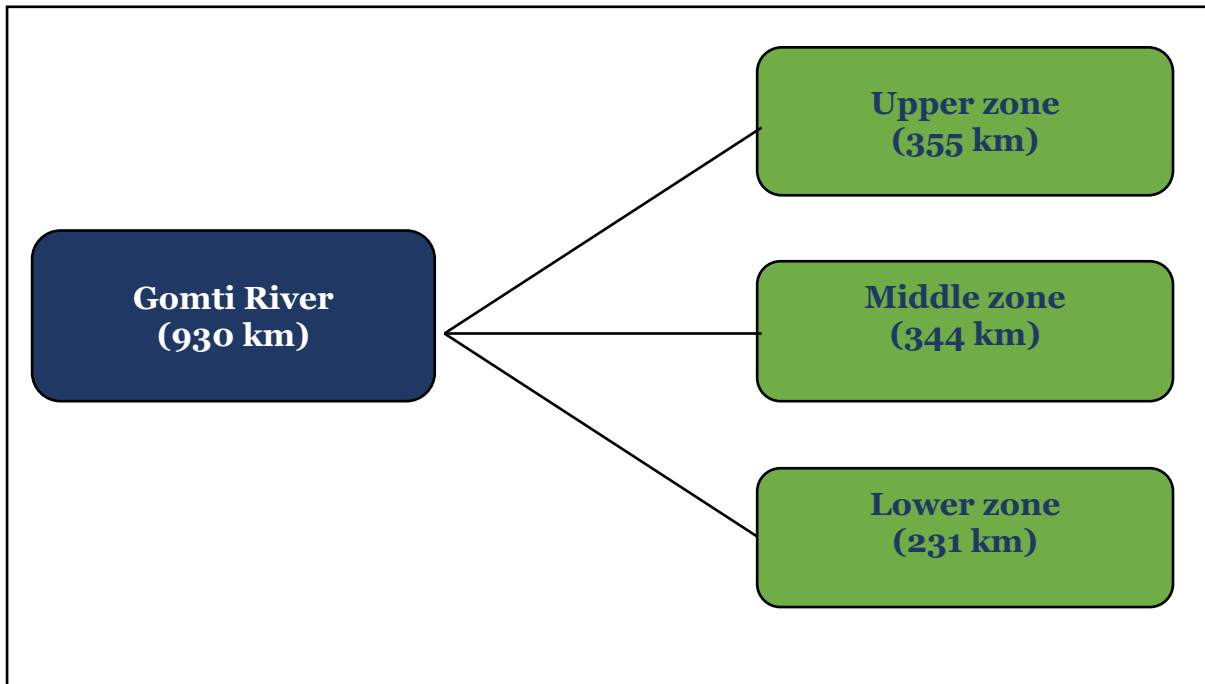 Upper zone
(355 km)
Gomti River
(930 km)
Middle zone
(344 km)
Lower zone
(231 km)